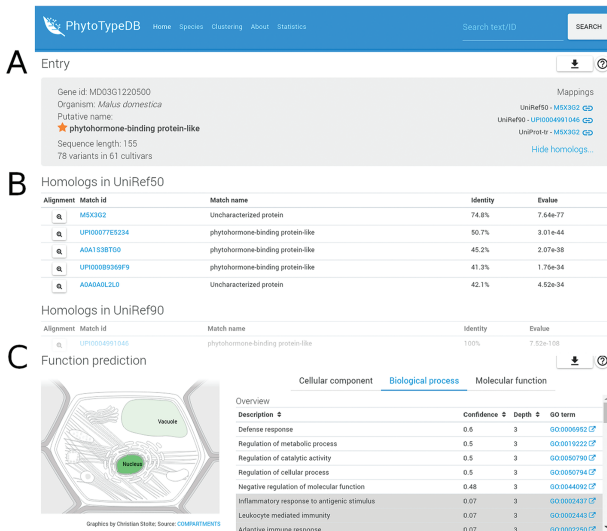 PhytoTypeDB Home Species Clustering About Statistics Search text/ID SEARCH
A
Entry
Gene id: MD03G1220500
Organism: Malus domestica
Putative name:
phytohormone-binding protein-like
Sequence length: 155
78 variants in 61 cultivars
Mappings
UniRef50 - M5X3G2
UniRef90 - UPI0004991046
UniProt-tr - M5X3G2
Hide homologs...
B
Homologs in UniRef50
Alignment Match id Match name Identity Evalue
M5X3G2 Uncharacterized protein 74.8% 7.64e-77
UPI00077E5234 phytohormone-binding protein-like 50.7% 3.01e-44
A0A1S3BTG0 phytohormone-binding protein-like 45.2% 2.07e-38
UPI000B9369F9 phytohormone-binding protein-like 41.3% 1.76e-34
A0A0A0L2L0 Uncharacterized protein 42.1% 4.52e-34
Homologs in UniRef90
Alignment Match id Match name Identity Evalue
UPI0004991046 phytohormone-binding protein-like 100% 7.52e-108
C
Function prediction
Vacuole
Nucleus
Graphics by Christian Stolte; Source: COMPARTMENTS
Cellular component Biological process Molecular function
Overview
Description Confidence Depth GO term
Defense response 0.6 3 GO:0006952
Regulation of metabolic process 0.5 3 GO:0019222
Regulation of catalytic activity 0.5 3 GO:0050790
Regulation of cellular process 0.5 3 GO:0050794
Negative regulation of molecular function 0.48 3 GO:0044092
Inflammatory response to antigenic stimulus 0.07 3 GO:0002437
Leukocyte mediated immunity 0.07 3 GO:0002443
Adaptive immune response 0.07 3 GO:0002250